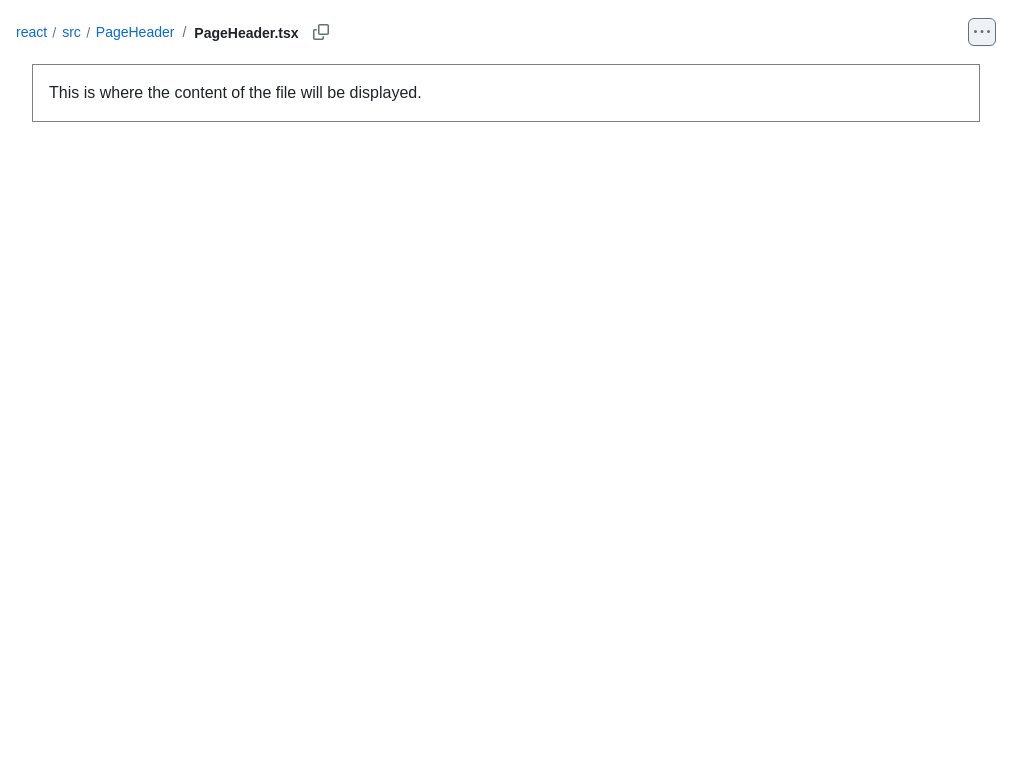 react / src / PageHeader / PageHeader.tsx
This is where the content of the file will be displayed.